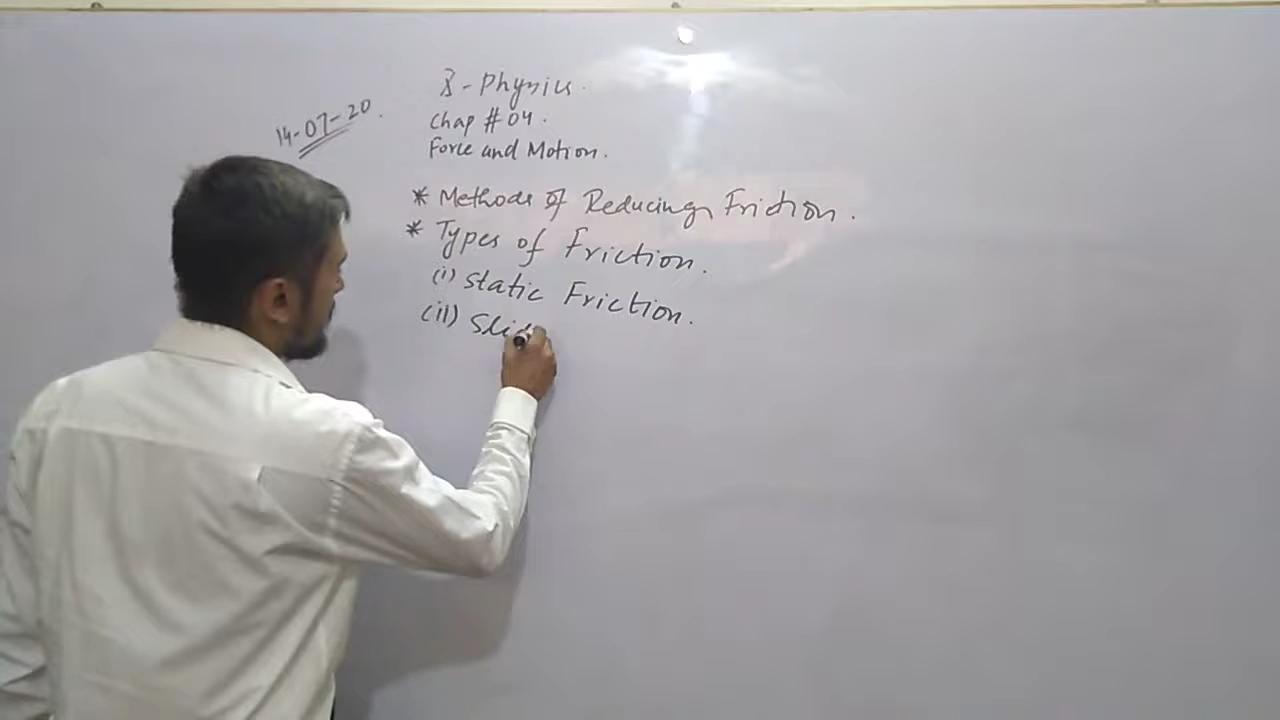 14-07-20.
8-Physics.
Chap #04.
Force and Motion.
* Methods of Reducing Friction.
* Types of Friction.
(i) static Friction.
(ii) Slid